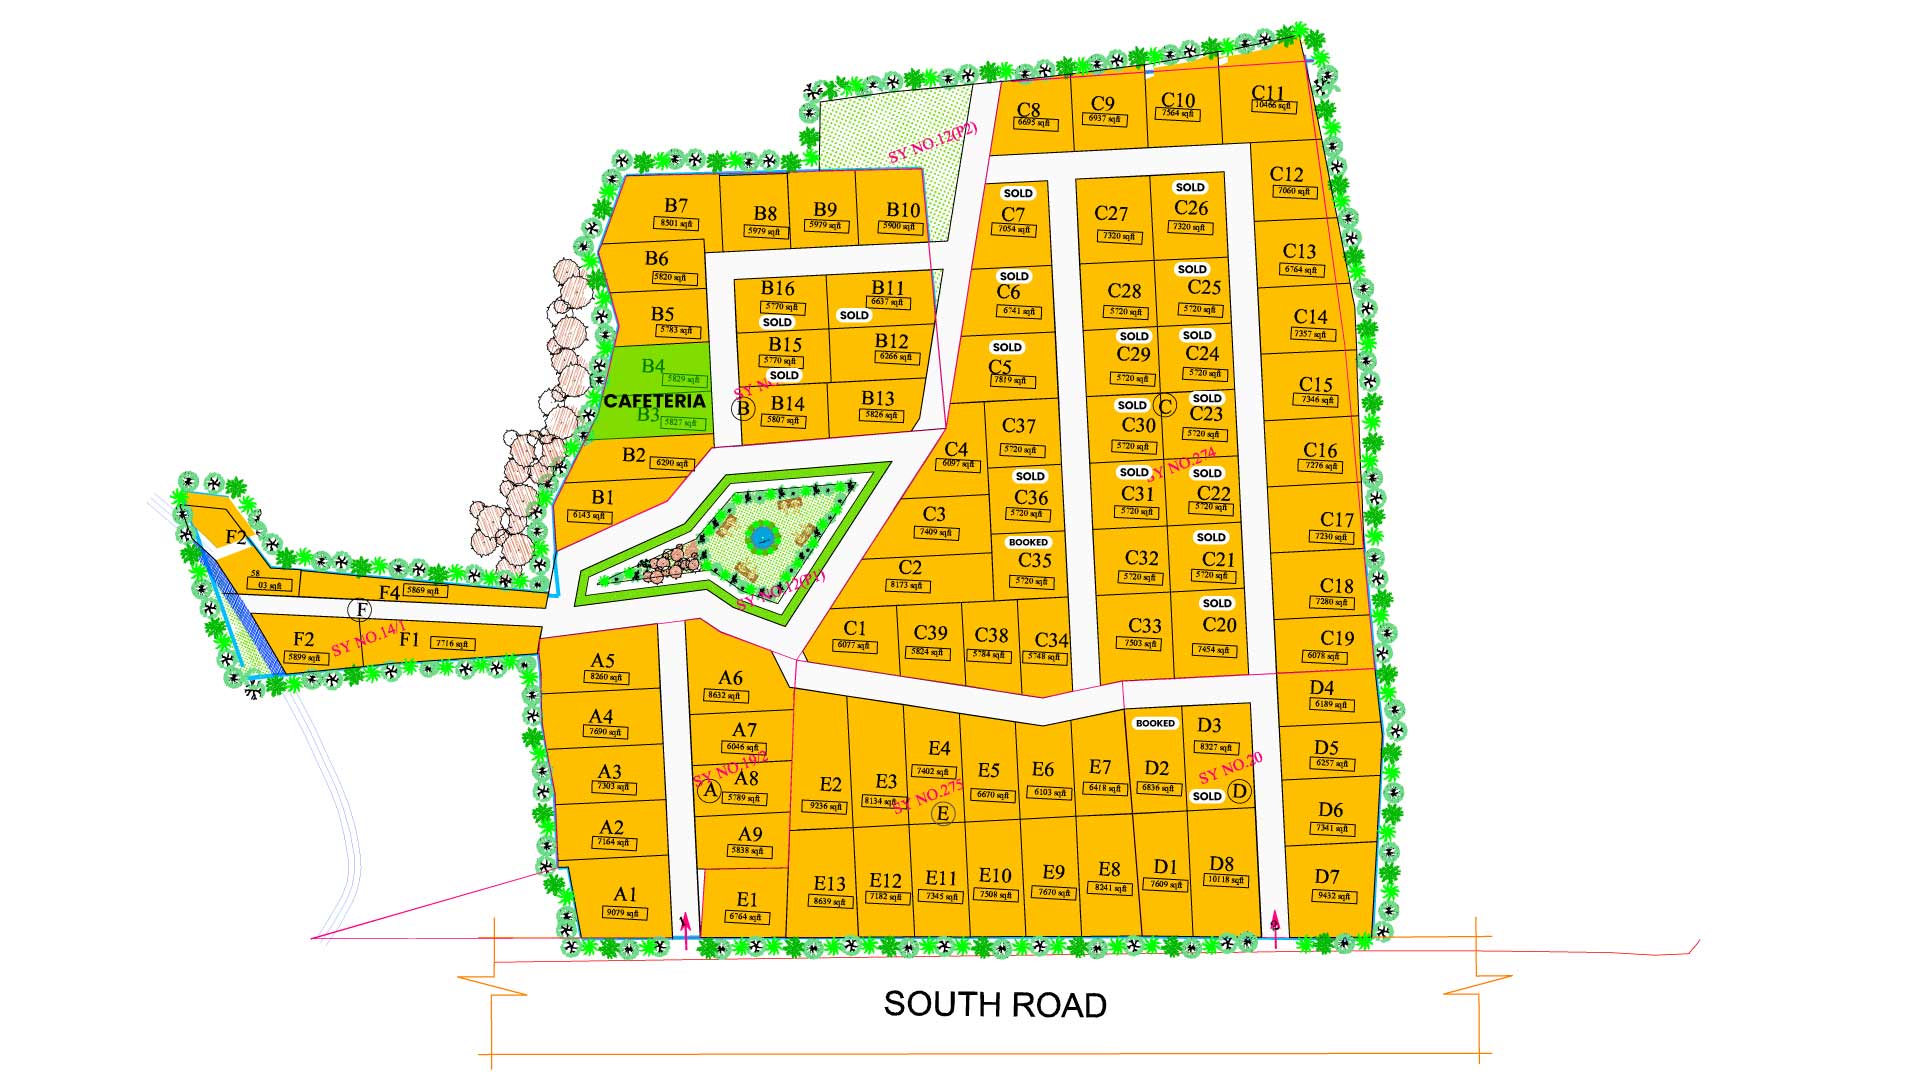 C8
6695 sqft
C9
6937 sqft
C10
7564 sqft
C11
10466 sqft
SY NO.12(P2)
C12
7060 sqft
B7
8501 sqft
B8
5979 sqft
B9
5979 sqft
B10
5900 sqft
SOLD
C7
7054 sqft
C27
7320 sqft
SOLD
C26
7320 sqft
C13
6764 sqft
B6
5820 sqft
B5
5783 sqft
B16
5770 sqft
SOLD
B11
6637 sqft
SOLD
SOLD
C6
6741 sqft
C28
5720 sqft
SOLD
C25
5720 sqft
C14
7357 sqft
B15
5770 sqft
SOLD
B12
6266 sqft
SOLD
C5
7819 sqft
SOLD
C29
5720 sqft
SOLD
C24
5720 sqft
C15
7346 sqft
B4
5829 sqft
CAFETERIA
B3
5827 sqft
SY
B
B14
5807 sqft
B13
5826 sqft
C37
5720 sqft
SOLD
C30
5720 sqft
C
SOLD
C23
5720 sqft
C16
7276 sqft
B2
6290 sqft
B1
6143 sqft
C4
6097 sqft
SOLD
C36
5720 sqft
SOLD
C31
5720 sqft
SY NO.274
SOLD
C22
5720 sqft
C17
7230 sqft
C3
7409 sqft
C2
8173 sqft
BOOKED
C35
5720 sqft
C32
5720 sqft
SOLD
C21
5720 sqft
C18
7280 sqft
SY NO.12(P1)
F2
58
03 sqft
F4
5869 sqft
F
F2
5899 sqft
SY NO.14/1
F1
7716 sqft
C1
6077 sqft
C39
5824 sqft
C38
5784 sqft
C34
5748 sqft
C33
7503 sqft
SOLD
C20
7454 sqft
C19
6078 sqft
A5
8260 sqft
A6
8632 sqft
D4
6189 sqft
A4
7690 sqft
A7
6046 sqft
SY NO.19/2
E4
7402 sqft
BOOKED
D2
6836 sqft
D3
8327 sqft
SY NO.20
SOLD
D
D5
6257 sqft
A3
7303 sqft
A
A8
5789 sqft
E2
9236 sqft
E3
8134 sqft
SY NO.275
E
E5
6670 sqft
E6
6103 sqft
E7
6418 sqft
D6
7341 sqft
A2
7164 sqft
A9
5838 sqft
A1
9079 sqft
E1
6764 sqft
E13
8639 sqft
E12
7182 sqft
E11
7345 sqft
E10
7508 sqft
E9
7670 sqft
E8
8241 sqft
D1
7609 sqft
D8
10118 sqft
D7
9432 sqft
SOUTH ROAD